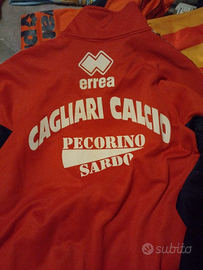 errea
CAGLIARI CALCIO
PECORINO
SARDO
subito